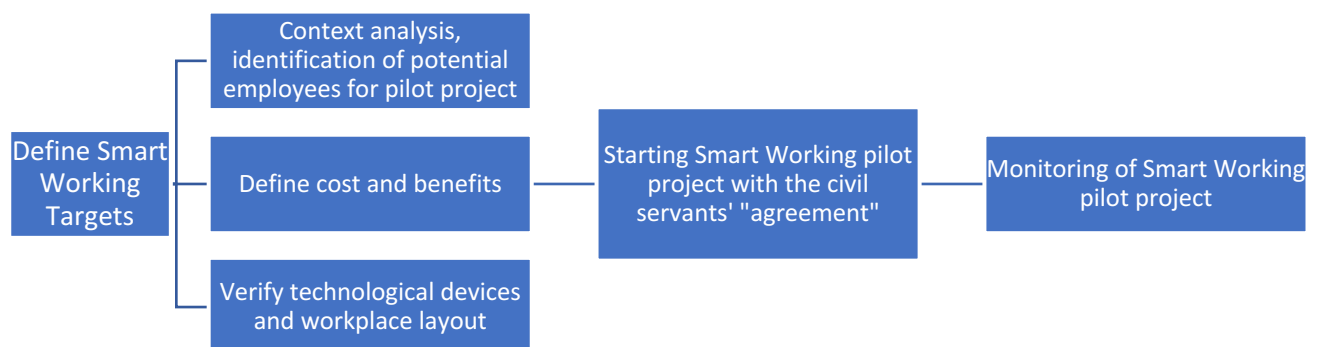 Define Smart
Working
Targets
Context analysis,
identification of potential
employees for pilot project
Define cost and benefits
Verify technological devices
and workplace layout
Starting Smart Working pilot
project with the civil
servants' "agreement"
Monitoring of Smart Working
pilot project